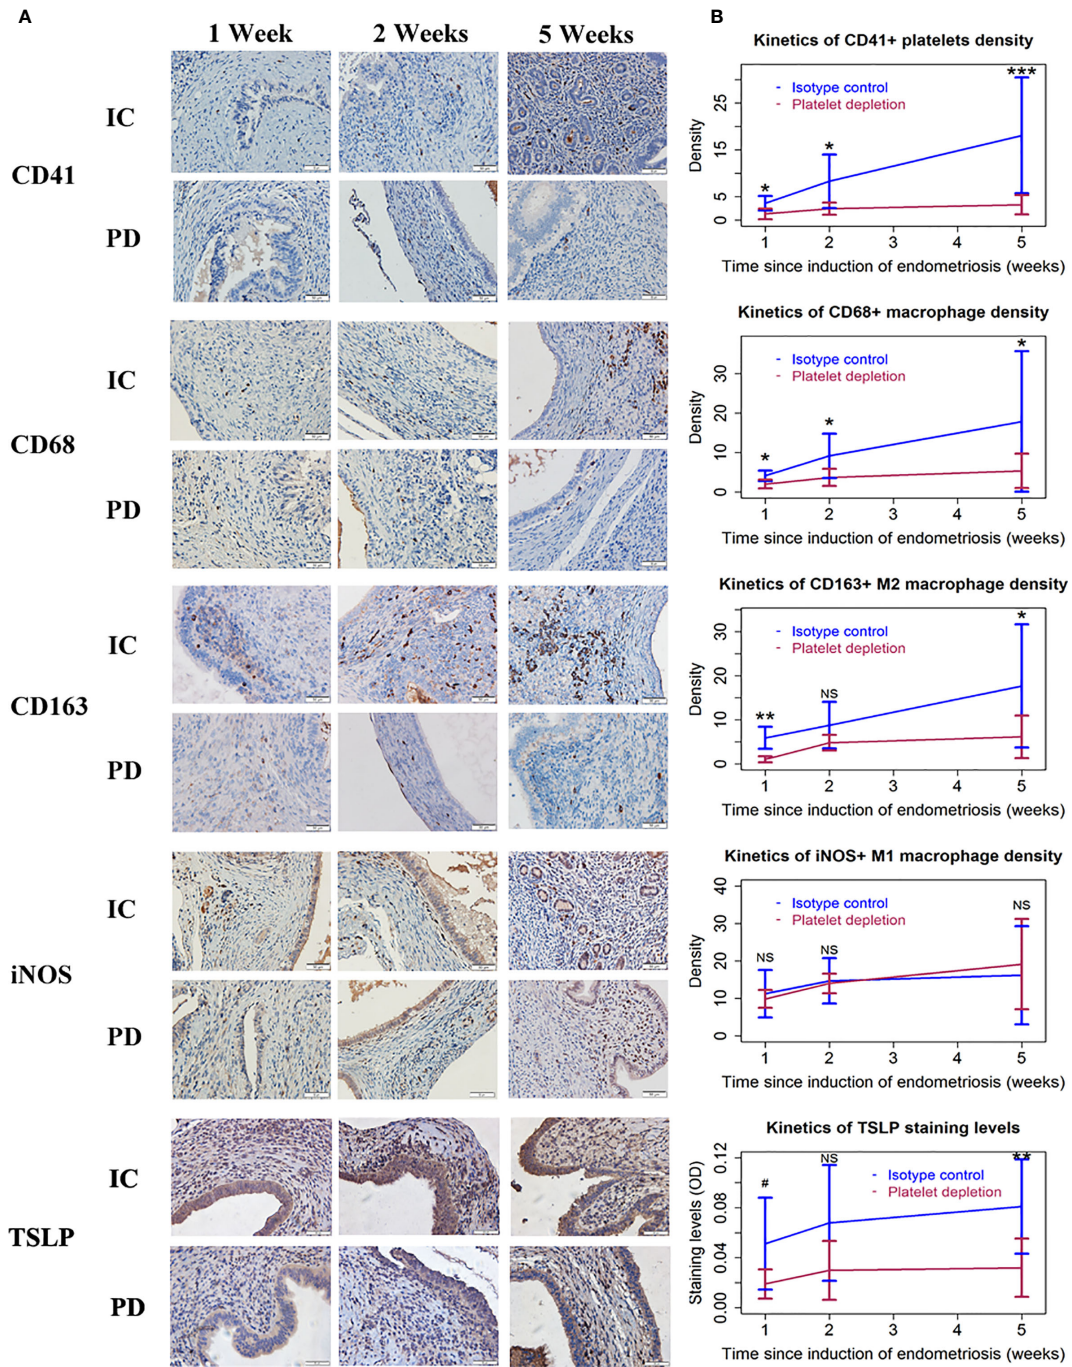 A
1 Week 2 Weeks 5 Weeks
CD41
IC
PD
CD68
IC
PD
CD163
IC
PD
iNOS
IC
PD
TSLP
IC
PD
B
Kinetics of CD41+ platelets density
- Isotype control
- Platelet depletion
* * ***
Density
0 5 15 25
1 2 3 4 5
Time since induction of endometriosis (weeks)
Kinetics of CD68+ macrophage density
- Isotype control
- Platelet depletion
* * *
Density
0 10 20 30
1 2 3 4 5
Time since induction of endometriosis (weeks)
Kinetics of CD163+ M2 macrophage density
- Isotype control
- Platelet depletion
** NS *
Density
0 10 20 30
1 2 3 4 5
Time since induction of endometriosis (weeks)
Kinetics of iNOS+ M1 macrophage density
- Isotype control
- Platelet depletion
NS NS NS
Density
0 10 20 30 40
1 2 3 4 5
Time since induction of endometriosis (weeks)
Kinetics of TSLP staining levels
- Isotype control
- Platelet depletion
# NS **
Staining levels (OD)
0.00 0.04 0.08 0.12
1 2 3 4 5
Time since induction of endometriosis (weeks)